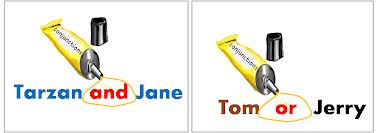 conjunctions
Tarzan and Jane
conjunctions
Tom or Jerry